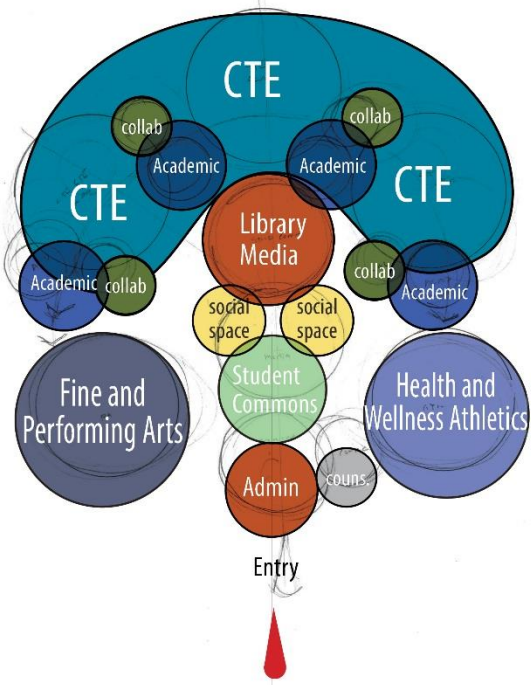 CTE
collab
collab
Academic
Academic
CTE
CTE
Library
Media
Academic
collab
collab
Academic
social
space
social
space
Student
Commons
Fine and
Performing Arts
Health and
Wellness Athletics
Admin
couns.
Entry